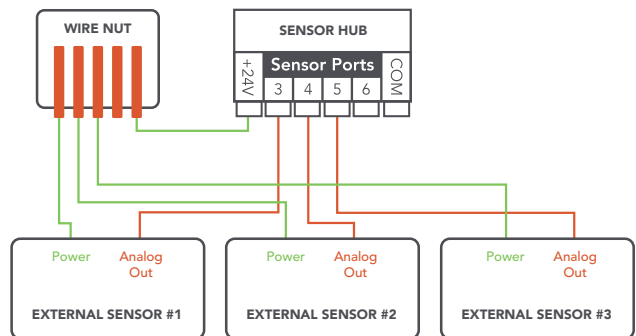 WIRE NUT
SENSOR HUB
Sensor Ports
+24V
3
4
5
6
COM
Power
Analog
Out
EXTERNAL SENSOR #1
Power
Analog
Out
EXTERNAL SENSOR #2
Power
Analog
Out
EXTERNAL SENSOR #3